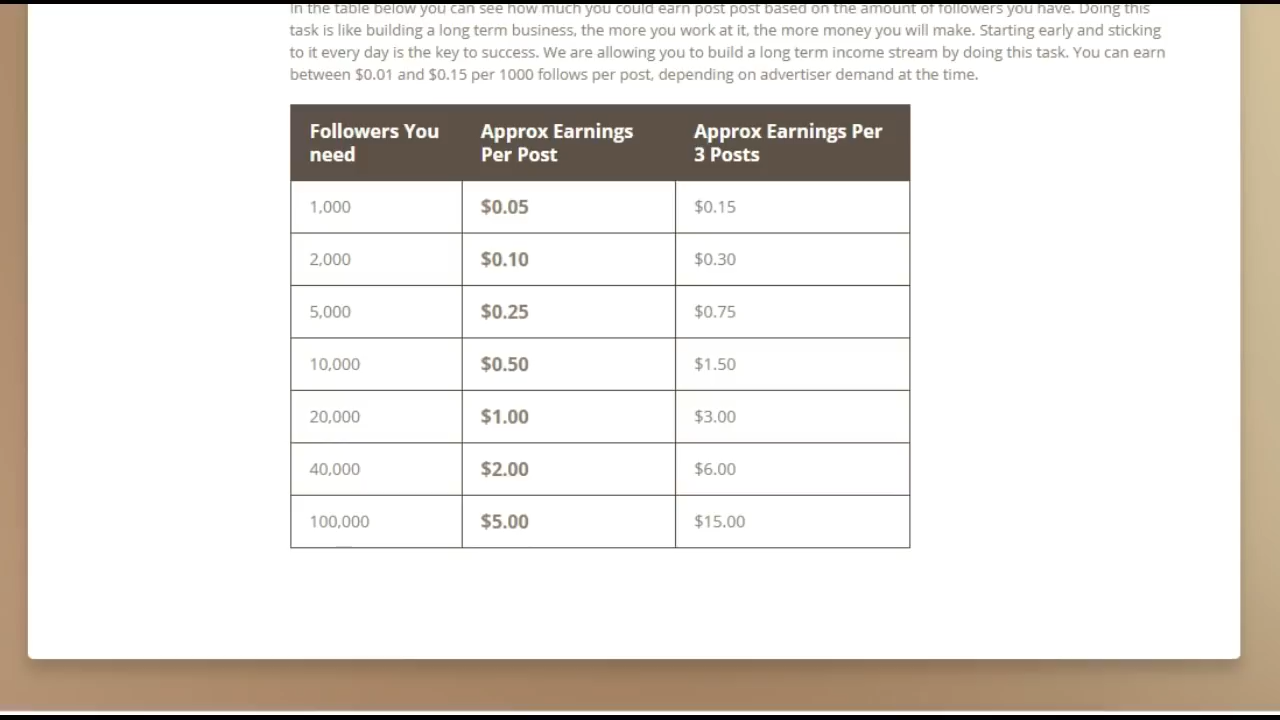 In the table below you can see how much you could earn post post based on the amount of followers you have. Doing this
task is like building a long term business, the more you work at it, the more money you will make. Starting early and sticking
to it every day is the key to success. We are allowing you to build a long term income stream by doing this task. You can earn
between $0.01 and $0.15 per 1000 follows per post, depending on advertiser demand at the time.
Followers You need Approx Earnings Per Post Approx Earnings Per 3 Posts
1,000 $0.05 $0.15
2,000 $0.10 $0.30
5,000 $0.25 $0.75
10,000 $0.50 $1.50
20,000 $1.00 $3.00
40,000 $2.00 $6.00
100,000 $5.00 $15.00